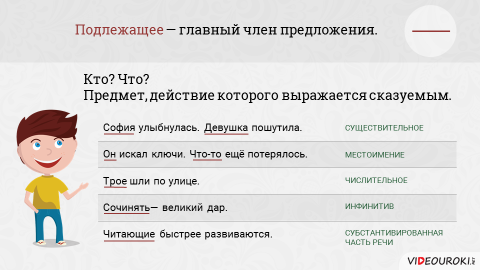 Подлежащее — главный член предложения.
Кто? Что?
Предмет, действие которого выражается сказуемым.
София улыбнулась. Девушка пошутила. СУЩЕСТВИТЕЛЬНОЕ
Он искал ключи. Что-то ещё потерялось. МЕСТОИМЕНИЕ
Трое шли по улице. ЧИСЛИТЕЛЬНОЕ
Сочинять— великий дар. ИНФИНИТИВ
Читающие быстрее развиваются. СУБСТАНТИВИРОВАННАЯ
ЧАСТЬ РЕЧИ
VIDEOUROKI.net